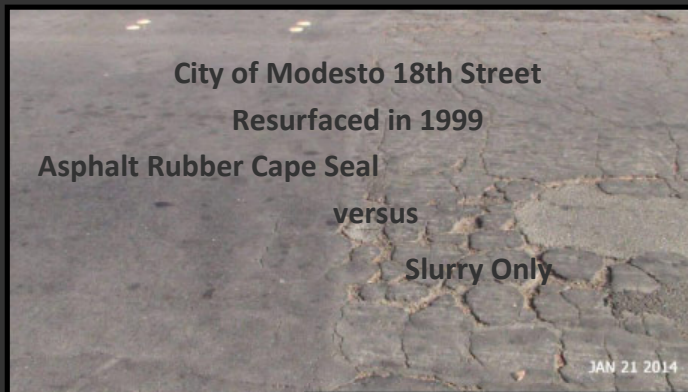 City of Modesto 18th Street
Resurfaced in 1999
Asphalt Rubber Cape Seal
versus
Slurry Only
JAN 21 2014